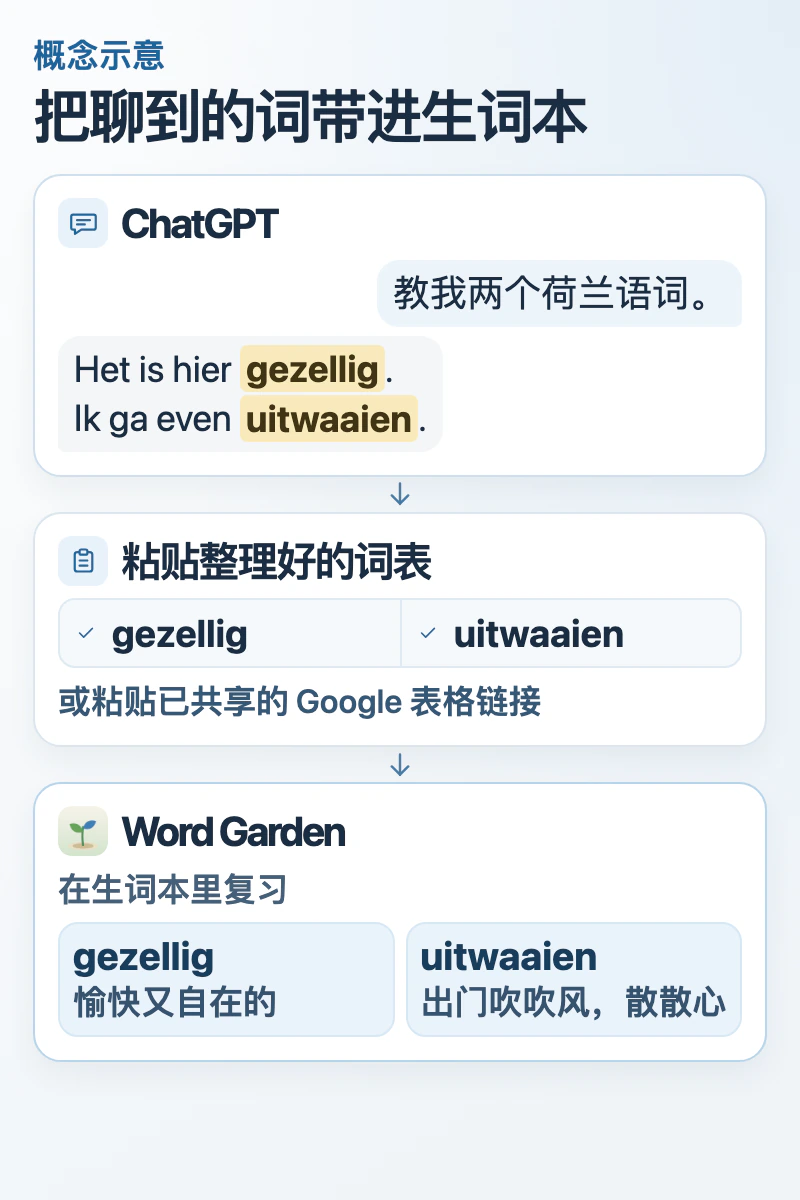 概念示意
把聊到的词带进生词本
ChatGPT
教我两个荷兰语词。
Het is hier gezellig.
Ik ga even uitwaaien.
粘贴整理好的词表
gezellig
uitwaaien
或粘贴已共享的 Google 表格链接
Word Garden
在生词本里复习
gezellig
愉快又自在的
uitwaaien
出门吹吹风，散散心